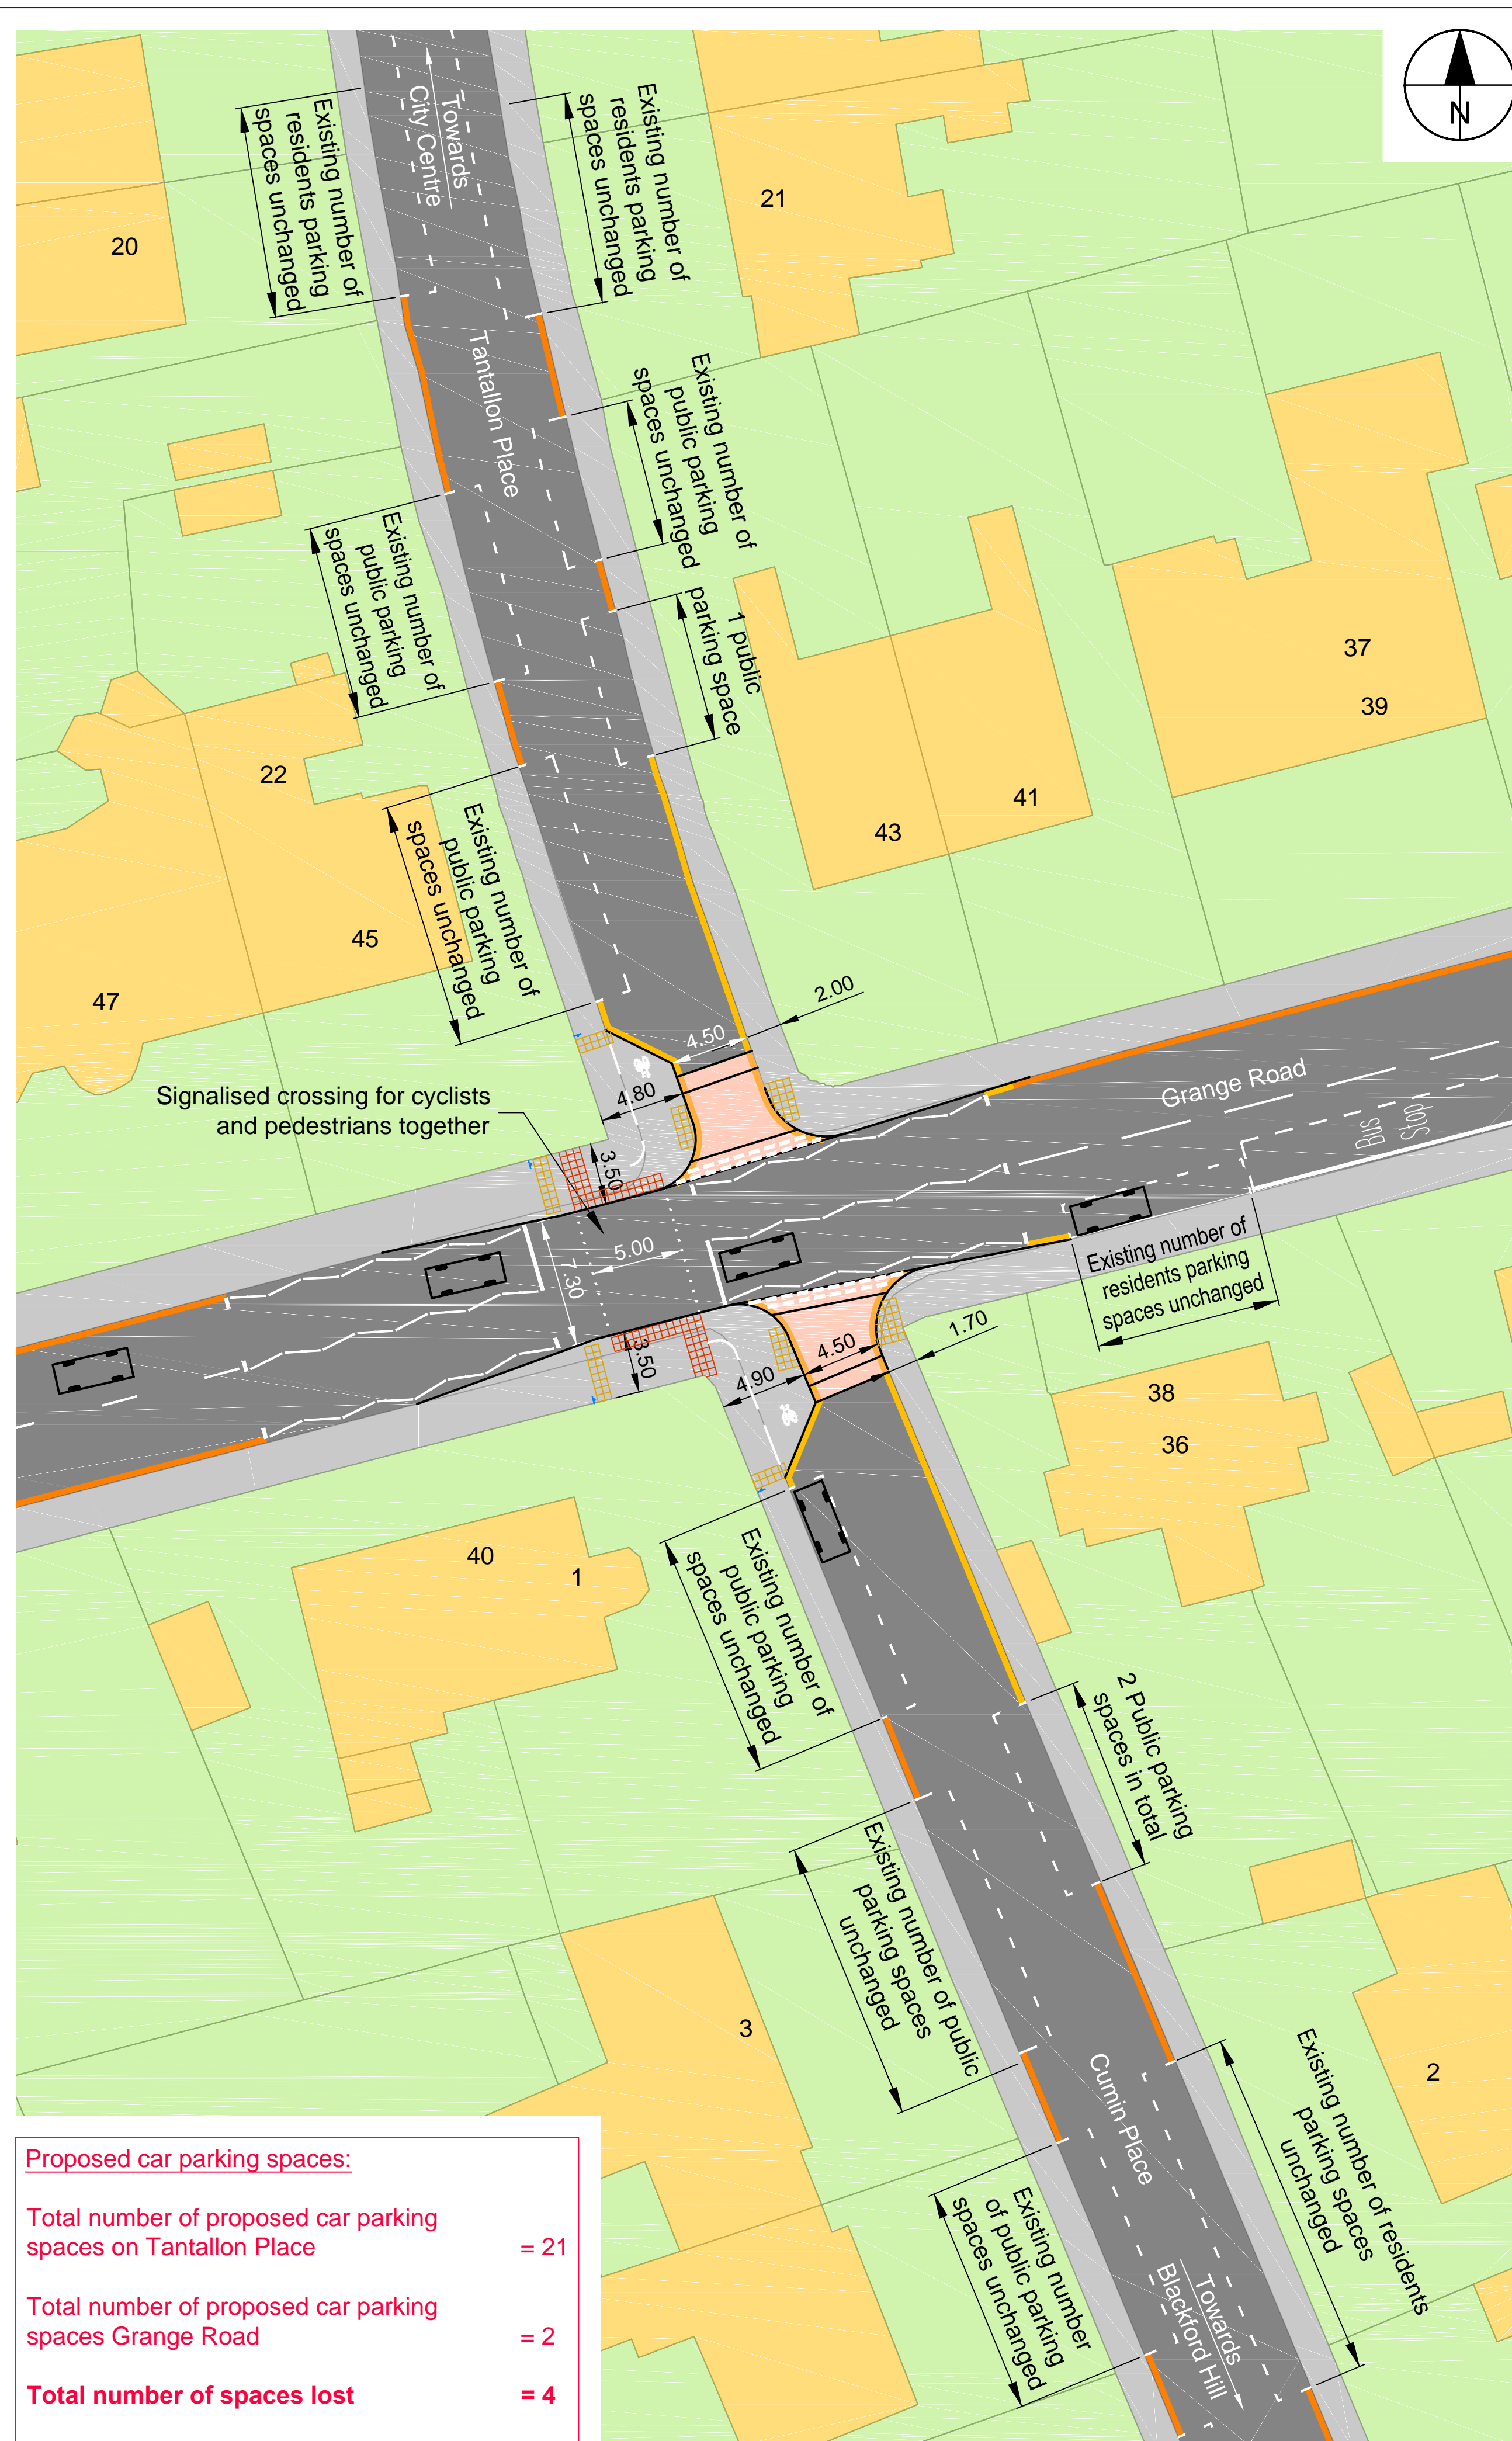 N
Existing number of
residents parking
spaces unchanged
Towards
City Centre
Existing number of
residents parking
spaces unchanged
20
21
Tantallon Place
Existing number of
public parking
spaces unchanged
Existing number of
public parking
spaces unchanged
1 public
parking space
37
39
22
41
43
Existing number of
public parking
spaces unchanged
45
47
2.00
4.50
4.80
Signalised crossing for cyclists
and pedestrians together
Grange Road
Bus
Stop
3.50
5.00
7.30
Existing number of
residents parking
spaces unchanged
1.70
4.50
4.90
3.50
38
36
40
1
Existing number of
public parking
spaces unchanged
2 Public parking
spaces in total
Existing number of public
parking spaces
unchanged
3
2
Cumin Place
Existing number of residents
parking spaces
unchanged
Existing number
of public parking
spaces unchanged
Towards
Blackford Hill
Proposed car parking spaces:
Total number of proposed car parking
spaces on Tantallon Place = 21
Total number of proposed car parking
spaces Grange Road = 2
Total number of spaces lost = 4